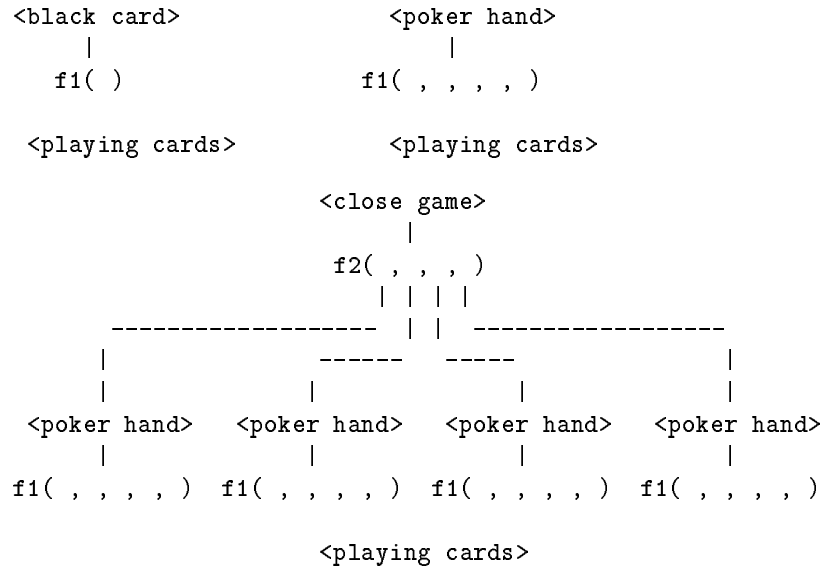 <black card> <poker hand>
| |
f1( ) f1( , , , , )
<playing cards> <playing cards>
<close game>
|
f2( , , , )
| | | |
------------------- | | ------------------
| ------ ----- |
| | | |
<poker hand> <poker hand> <poker hand> <poker hand>
| | | |
f1( , , , , ) f1( , , , , ) f1( , , , , ) f1( , , , , )
<playing cards>